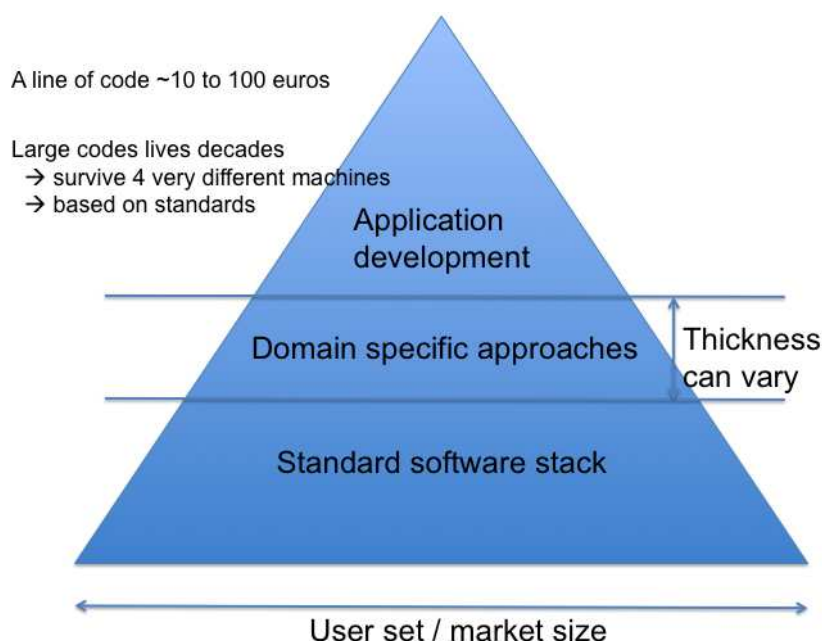 A line of code ~10 to 100 euros
Large codes lives decades
→ survive 4 very different machines
→ based on standards
Application
development
Domain specific approaches
Thickness
can vary
Standard software stack
User set / market size